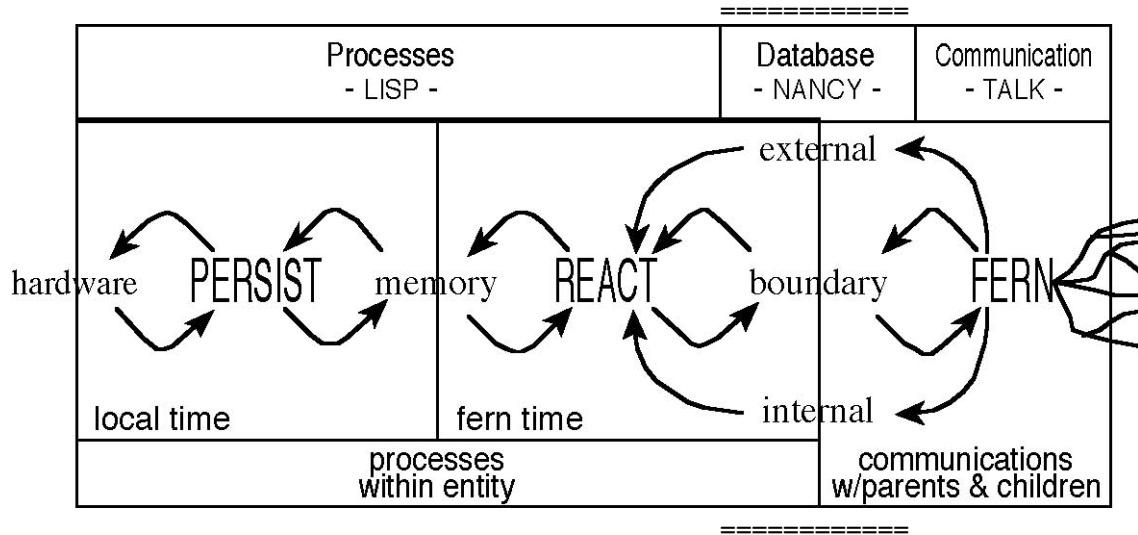 ============
Processes
- LISP -
Database
- NANCY -
Communication
- TALK -
external
hardware
PERSIST
memory
REACT
boundary
FERN
internal
local time
fern time
processes
within entity
communications
w/parents & children
============